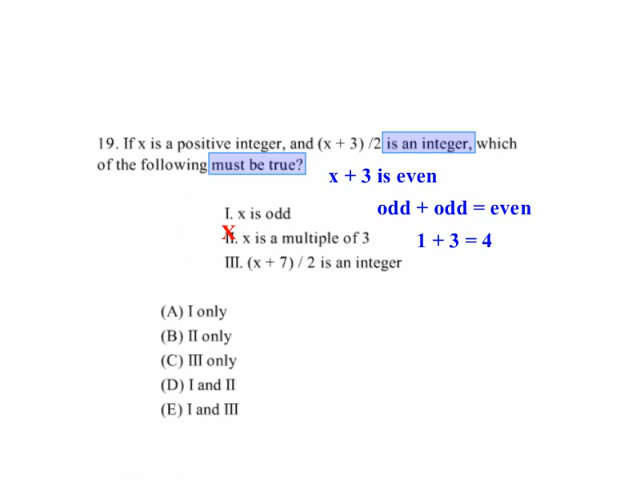 19. If x is a positive integer, and (x + 3) /2 is an integer, which
of the following must be true?
x + 3 is even
odd + odd = even
I. x is odd
X
II. x is a multiple of 3
1 + 3 = 4
III. (x + 7) / 2 is an integer
(A) I only
(B) II only
(C) III only
(D) I and II
(E) I and III